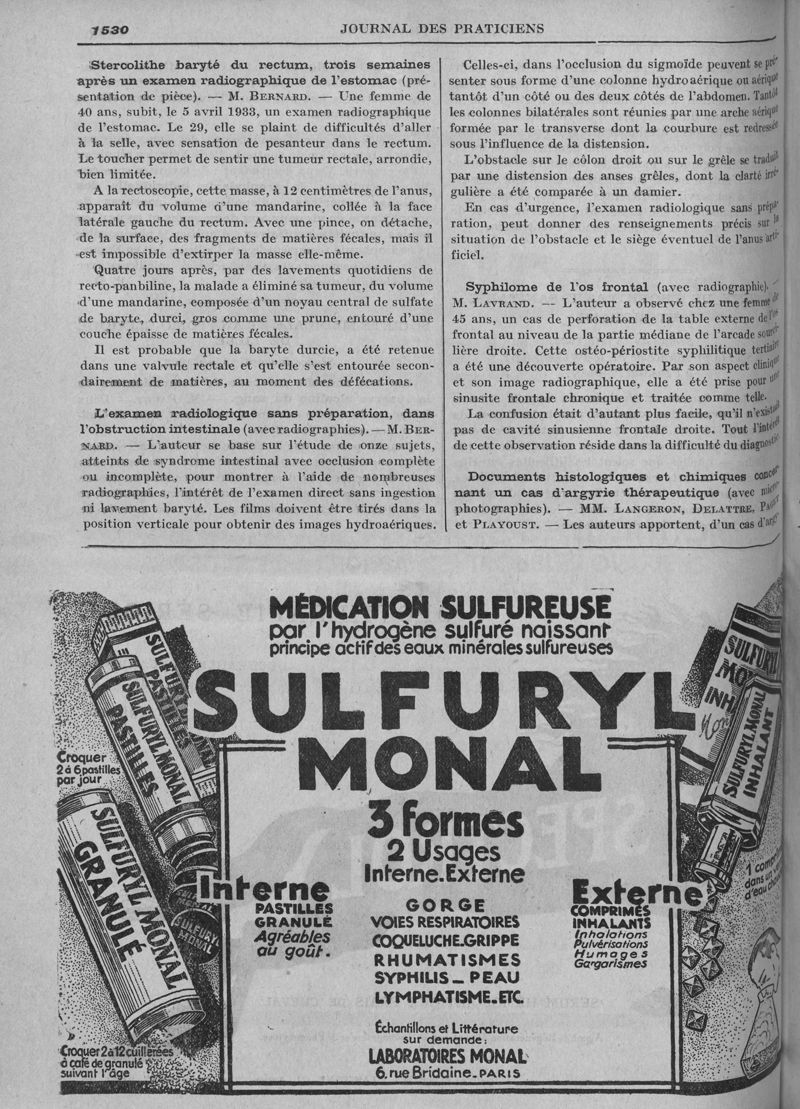 1530
JOURNAL DES PRATICIENS
Stercolithe baryté du rectum, trois semaines
après un examen radiographique de l'estomac (pré-
sentation de pièce). — M. BERNARD. — Une femme de
40 ans, subit, le 5 avril 1933, un examen radiographique
de l'estomac. Le 29, elle se plaint de difficultés d'aller
à la selle, avec sensation de pesanteur dans le rectum.
Le toucher permet de sentir une tumeur rectale, arrondie,
bien limitée.
A la rectoscopie, cette masse, à 12 centimètres de l'anus,
apparaît du volume d'une mandarine, collée à la face
latérale gauche du rectum. Avec une pince, on détache,
de la surface, des fragments de matières fécales, mais il
est impossible d'extirper la masse elle-même.
Quatre jours après, par des lavements quotidiens de
recto-panbiline, la malade a éliminé sa tumeur, du volume
d'une mandarine, composée d'un noyau central de sulfate
de baryte, durci, gros comme une prune, entouré d'une
couche épaisse de matières fécales.
Il est probable que la baryte durcie, a été retenue
dans une valvule rectale et qu'elle s'est entourée secon-
dairement de matières, au moment des défécations.
L'examen radiologique sans préparation, dans
l'obstruction intestinale (avec radiographies). — M. BER-
NARD. — L'auteur se base sur l'étude de onze sujets,
atteints de syndrome intestinal avec occlusion complète
ou incomplète, pour montrer à l'aide de nombreuses
radiographies, l'intérêt de l'examen direct sans ingestion
ni lavement baryté. Les films doivent être tirés dans la
position verticale pour obtenir des images hydroaériques.
Celles-ci, dans l'occlusion du sigmoïde peuvent se pré-
senter sous forme d'une colonne hydroaérique ou aérique
tantôt d'un côté ou des deux côtés de l'abdomen. Tantôt
les colonnes bilatérales sont réunies par une arche aérique
formée par le transverse dont la courbure est redressée
sous l'influence de la distension.
L'obstacle sur le côlon droit ou sur le grêle se traduit
par une distension des anses grêles, dont la clarté irré-
gulière a été comparée à un damier.
En cas d'urgence, l'examen radiologique sans prépa-
ration, peut donner des renseignements précis sur la
situation de l'obstacle et le siège éventuel de l'anus arti-
ficiel.
Syphilome de l'os frontal (avec radiographie).
M. LAVRAND. — L'auteur a observé chez une femme de
45 ans, un cas de perforation de la table externe de l'os
frontal au niveau de la partie médiane de l'arcade sourci-
lière droite. Cette ostéo-périostite syphilitique tertiaire
a été une découverte opératoire. Par son aspect clinique
et son image radiographique, elle a été prise pour une
sinusite frontale chronique et traitée comme telle.
La confusion était d'autant plus facile, qu'il n'existait
pas de cavité sinusienne frontale droite. Tout l'intérêt
de cette observation réside dans la difficulté du diagnostic.
Documents histologiques et chimiques concer-
nant un cas d'argyrie thérapeutique (avec micro-
photographies). — MM. LANGERON, DELATTRE,
et PLAYOUST. — Les auteurs apportent, d'un cas
MÉDICATION SULFUREUSE
par l'hydrogène sulfuré naissant
principe actif des eaux minérales sulfureuses
SULFURYL
MONAL
SULFURYL MONAL
PASTILLES
SULFURYL MONAL
PASTILLES
Croquer
2 à 6 pastilles
par jour
SULFURYL MONAL
GRANULÉ
SULFURYL
MONAL
Croquer 2 à 12 cuillerées
à café de granulé
suivant l'âge
3 formes
2 Usages
Interne.Externe
Interne
PASTILLES
GRANULÉ
Agréables
au goût.
GORGE
VOIES RESPIRATOIRES
COQUELUCHE.GRIPPE
RHUMATISMES
SYPHILIS_PEAU
LYMPHATISME.ETC.
Externe
COMPRIMÉS
INHALANTS
Inhalations
Pulvérisations
Humages
Gargarismes
SULFURYL
MONAL
SULFURYL MONAL
INHALANT
1
dans un
d'eau
Échantillons et Littérature
sur demande:
LABORATOIRES MONAL
6, rue Bridaine_PARIS